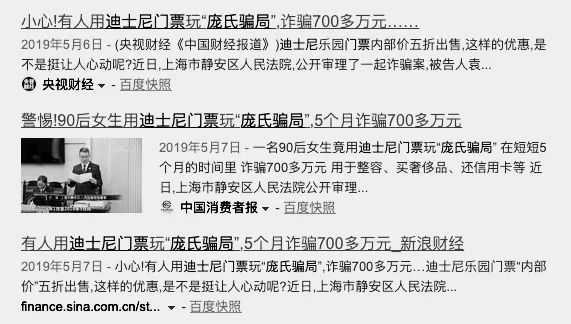 小心!有人用迪士尼门票玩“庞氏骗局”,诈骗700多万元……
2019年5月6日 - (央视财经《中国财经报道》)迪士尼乐园门票内部价五折出售,这样的优惠,是
不是挺让人心动呢?近日,上海市静安区人民法院,公开审理了一起诈骗案,被告人袁...
央视财经 - 百度快照
警惕!90后女生用迪士尼门票玩“庞氏骗局”,5个月诈骗700多万元
2019年5月7日 - 一名90后女生竟用迪士尼门票玩“庞氏骗局” 在短短5
个月的时间里 诈骗700多万元 用于整容、买奢侈品、还信用卡等 近
日,上海市静安区人民法院公开审理...
中国消费者报 - 百度快照
有人用迪士尼门票玩“庞氏骗局”,5个月诈骗700多万元_新浪财经
2019年5月7日 - 小心!有人用迪士尼门票玩“庞氏骗局”,诈骗700多万元…迪士尼乐园门票“内部
价”五折出售,这样的优惠,是不是挺让人心动呢?近日,上海市静安区人民法院...
finance.sina.com.cn/st... - 百度快照